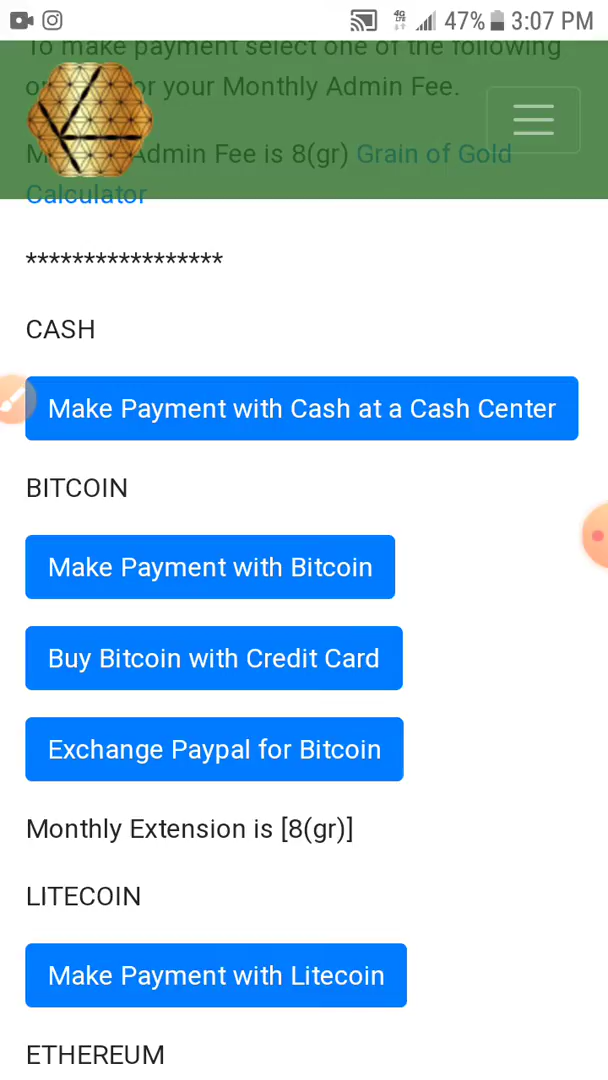 4G LTE 47% 3:07 PM
To make payment select one of the following
or your Monthly Admin Fee.
Admin Fee is 8(gr) Grain of Gold
Calculator
*****************
CASH
Make Payment with Cash at a Cash Center
BITCOIN
Make Payment with Bitcoin
Buy Bitcoin with Credit Card
Exchange Paypal for Bitcoin
Monthly Extension is [8(gr)]
LITECOIN
Make Payment with Litecoin
ETHEREUM